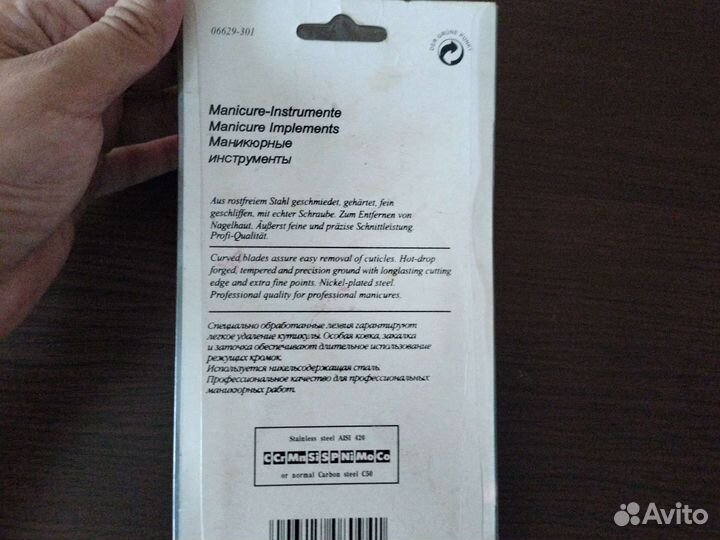 06629-301
DER GRÜNE PUNKT
Manicure-Instrumente
Manicure Implements
Маникюрные
инструменты
Aus rostfreiem Stahl geschmiedet, gehärtet, fein
geschliffen, mit echter Schraube. Zum Entfernen von
Nagelhaut. Äußerst feine und präzise Schnittleistung.
Profi-Qualität.
Curved blades assure easy removal of cuticles. Hot-drop
forged, tempered and precision ground with longlasting cutting
edge and extra fine points. Nickel-plated steel.
Professional quality for professional manicures.
Специально обработанные лезвия гарантируют
легкое удаление кутикулы. Особая ковка, закалка
и заточка обеспечивают длительное использование
режущих кромок.
Используется никельсодержащая сталь.
Профессиональное качество для профессиональных
маникюрных работ.
Stainless steel AISI 420
C Cr Mn Si S P Ni Mo Co
or normal Carbon steel C50
Avito